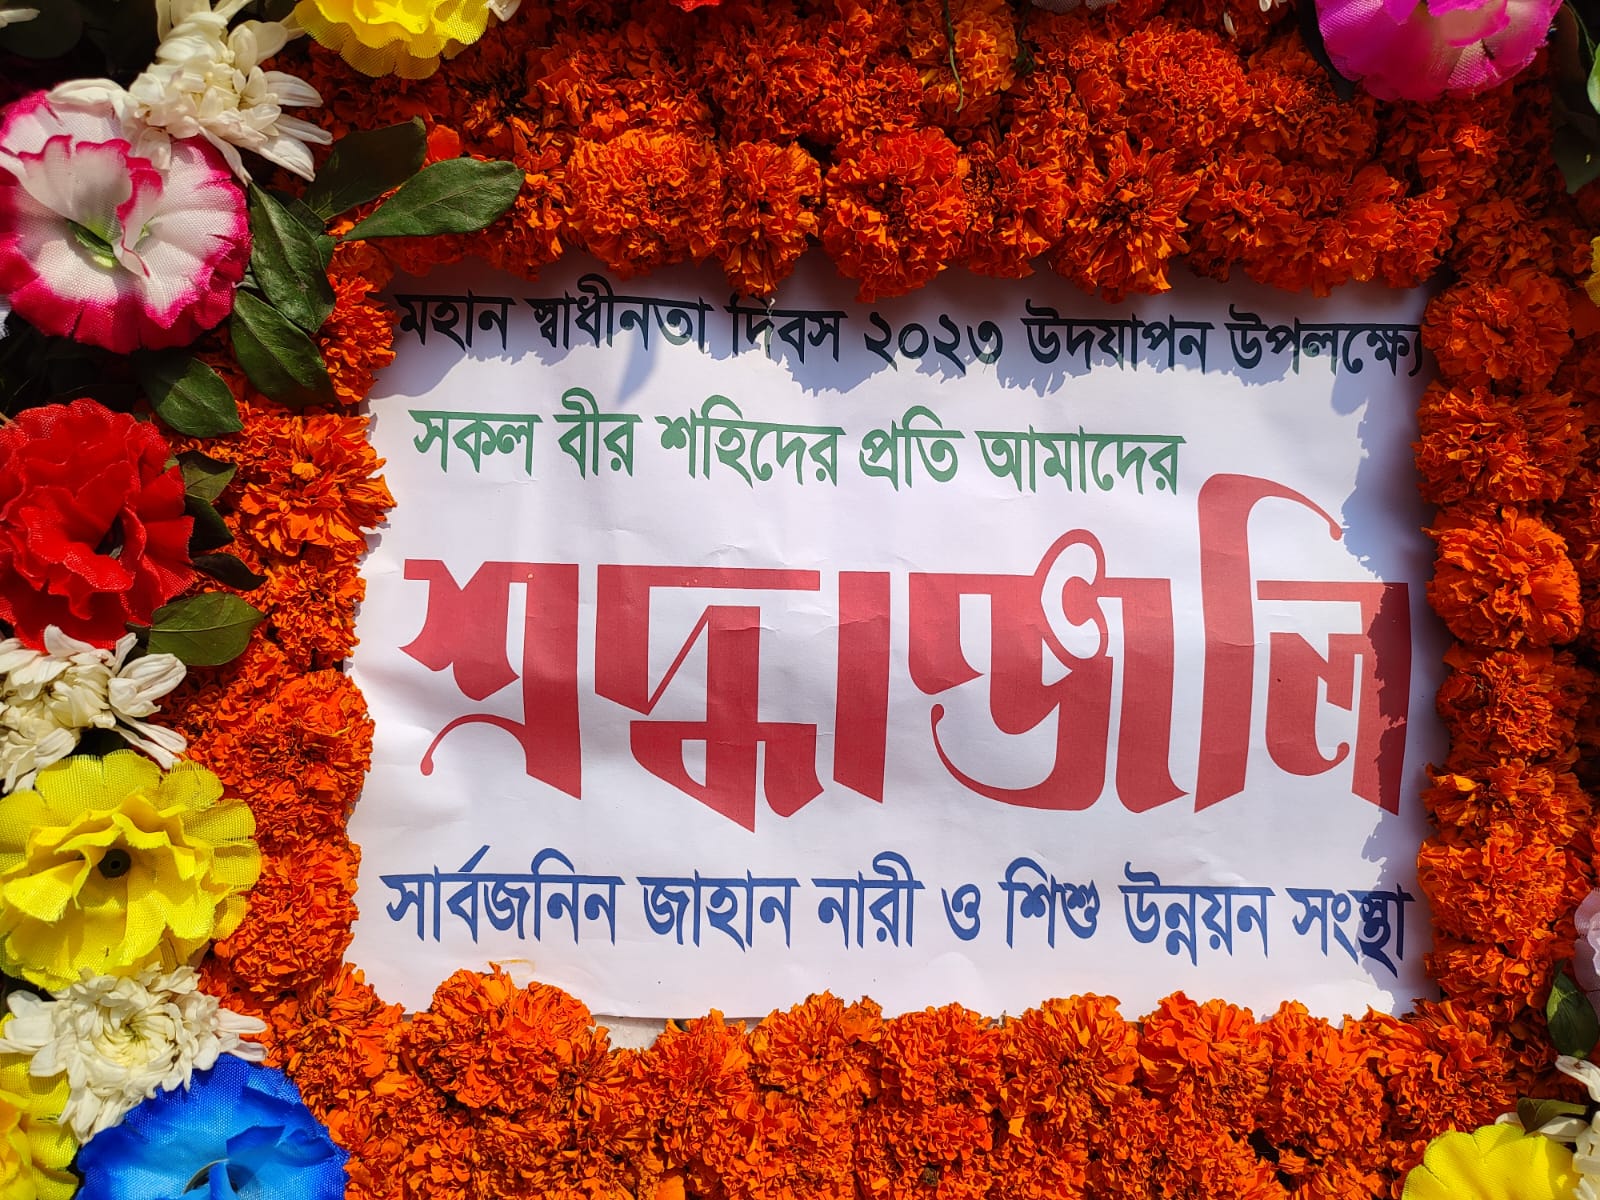 মহান স্বাধীনতা দিবস ২০২৩ উদযাপন উপলক্ষ্যে
সকল বীর শহিদের প্রতি আমাদের
শ্রদ্ধাঞ্জলি
সার্বজনিন জাহান নারী ও শিশু উন্নয়ন সংস্থা